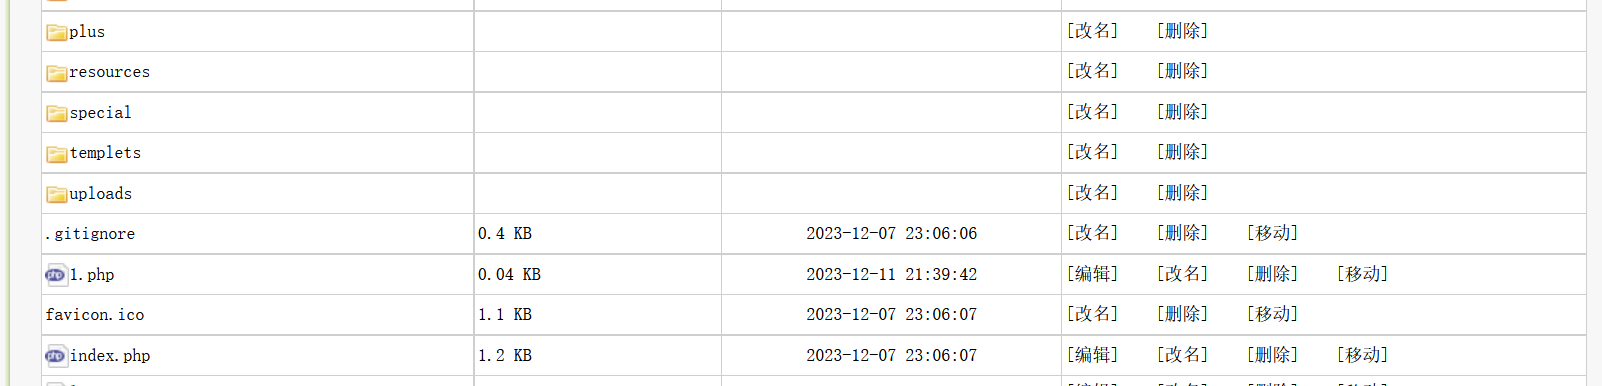 plus [改名] [删除]
resources [改名] [删除]
special [改名] [删除]
templets [改名] [删除]
uploads [改名] [删除]
.gitignore 0.4 KB 2023-12-07 23:06:06 [改名] [删除] [移动]
1.php 0.04 KB 2023-12-11 21:39:42 [编辑] [改名] [删除] [移动]
favicon.ico 1.1 KB 2023-12-07 23:06:07 [改名] [删除] [移动]
index.php 1.2 KB 2023-12-07 23:06:07 [编辑] [改名] [删除] [移动]